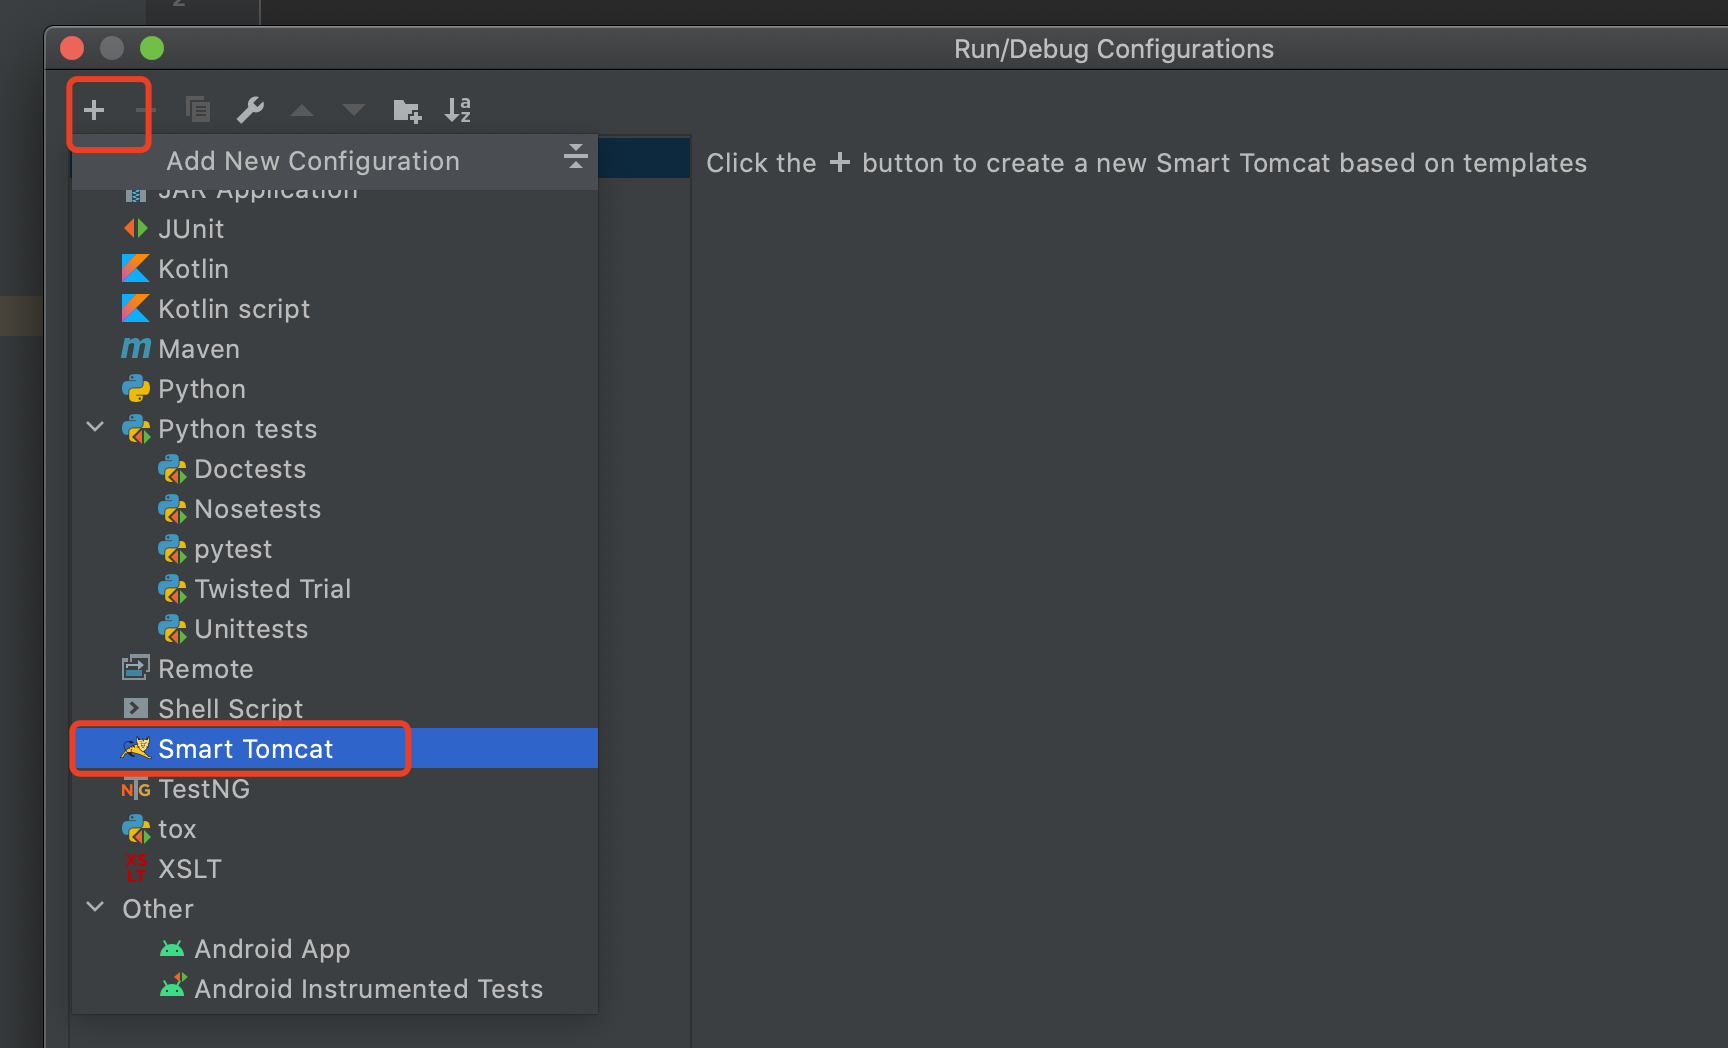 2
Run/Debug Configurations
Add New Configuration
Click the + button to create a new Smart Tomcat based on templates
JAR Application
JUnit
Kotlin
Kotlin script
Maven
Python
Python tests
Doctests
Nosetests
pytest
Twisted Trial
Unittests
Remote
Shell Script
Smart Tomcat
TestNG
tox
XSLT
Other
Android App
Android Instrumented Tests